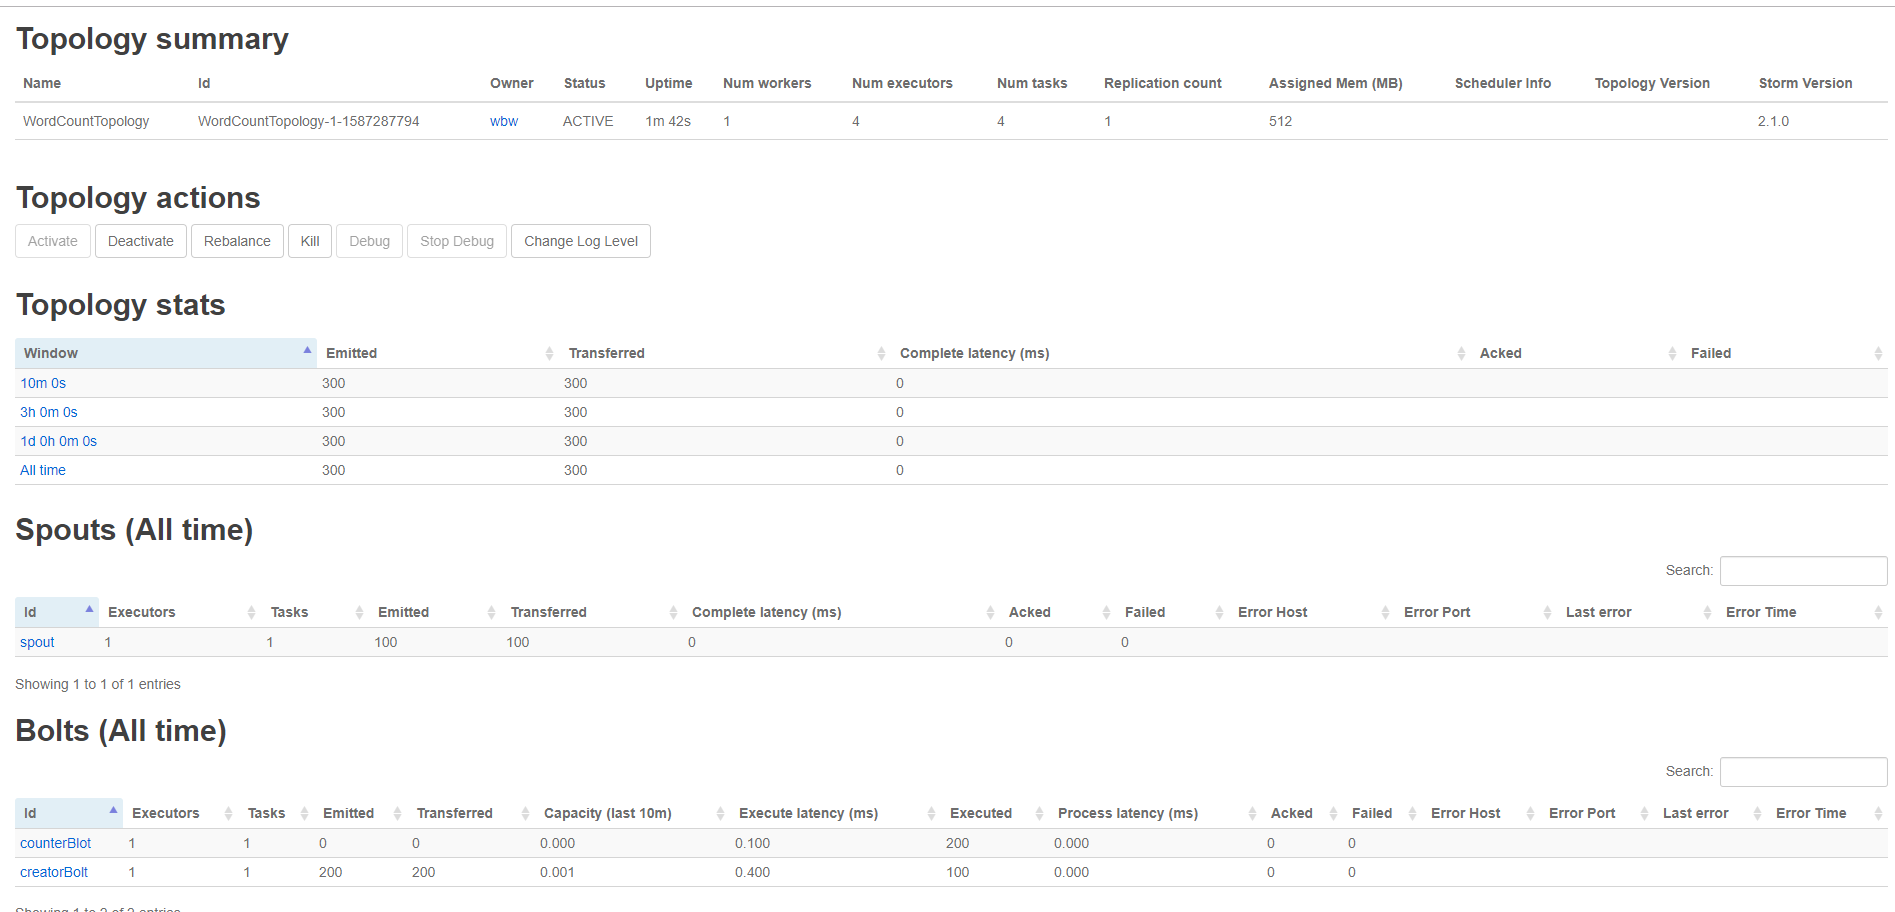 Topology summary
Name Id Owner Status Uptime Num workers Num executors Num tasks Replication count Assigned Mem (MB) Scheduler Info Topology Version Storm Version
WordCountTopology WordCountTopology-1-1587287794 wbw ACTIVE 1m 42s 1 4 4 1 512 2.1.0
Topology actions
Activate Deactivate Rebalance Kill Debug Stop Debug Change Log Level
Topology stats
Window Emitted Transferred Complete latency (ms) Acked Failed
10m 0s 300 300 0
3h 0m 0s 300 300 0
1d 0h 0m 0s 300 300 0
All time 300 300 0
Spouts (All time)
Search:
Id Executors Tasks Emitted Transferred Complete latency (ms) Acked Failed Error Host Error Port Last error Error Time
spout 1 1 100 100 0 0 0
Showing 1 to 1 of 1 entries
Bolts (All time)
Search:
Id Executors Tasks Emitted Transferred Capacity (last 10m) Execute latency (ms) Executed Process latency (ms) Acked Failed Error Host Error Port Last error Error Time
counterBlot 1 1 0 0 0.000 0.100 200 0.000 0 0
creatorBolt 1 1 200 200 0.001 0.400 100 0.000 0 0
Showing 1 to 2 of 2 entries